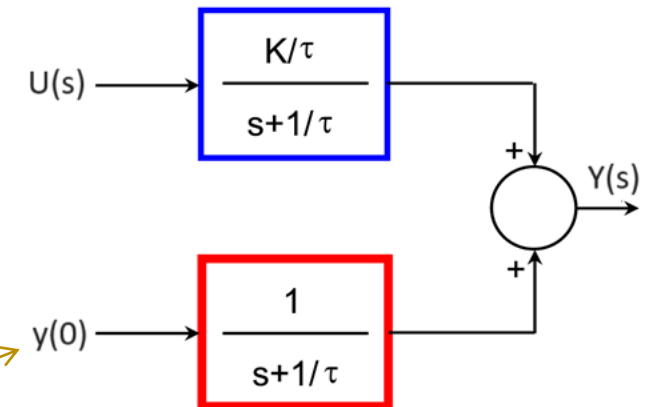 K/τ
U(s)
s+1/τ
+
Y(s)
+
1
y(0)
s+1/τ